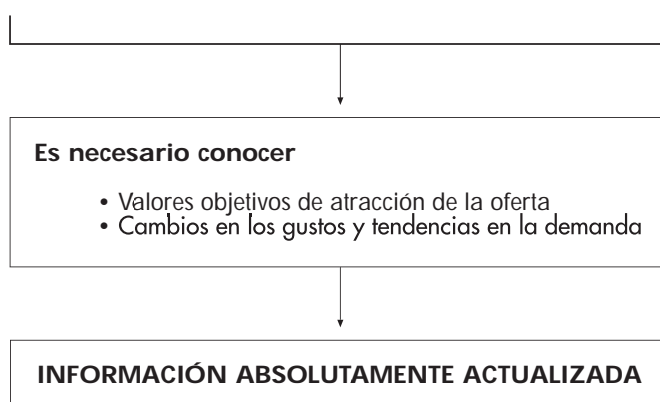 Es necesario conocer
• Valores objetivos de atracción de la oferta
• Cambios en los gustos y tendencias en la demanda
INFORMACIÓN ABSOLUTAMENTE ACTUALIZADA